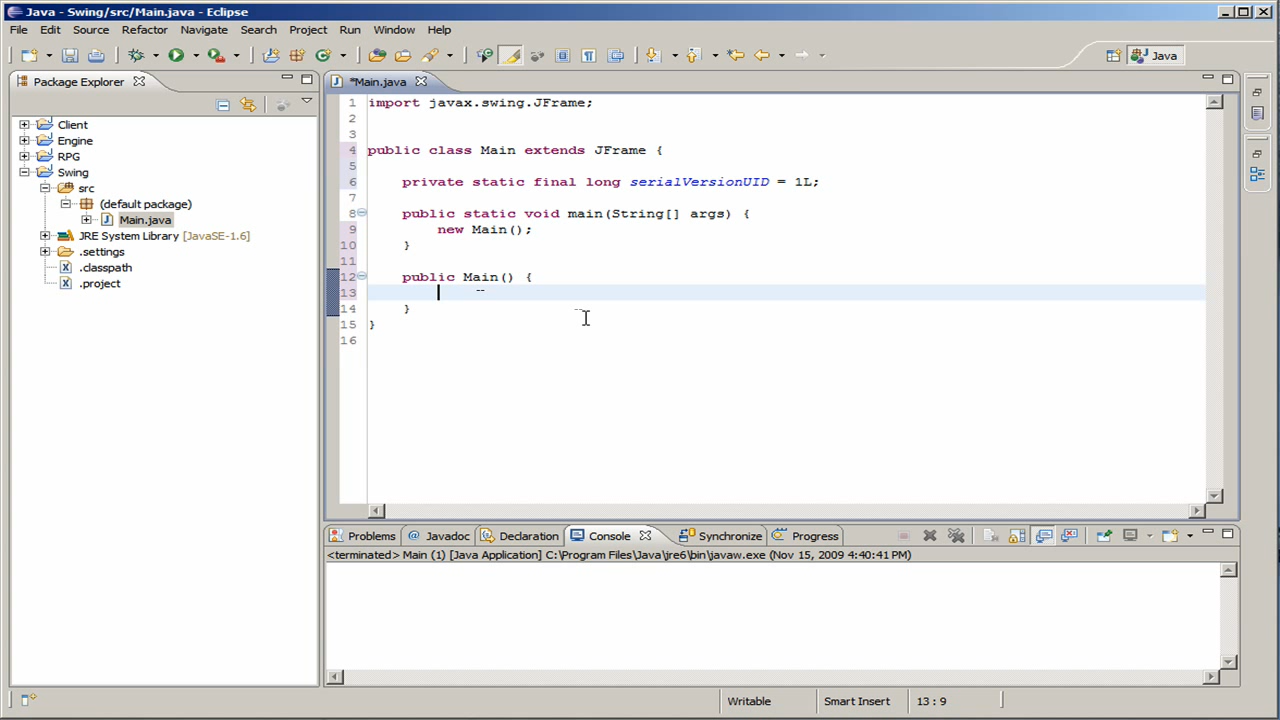 Java - Swing/src/Main.java - Eclipse
File Edit Source Refactor Navigate Search Project Run Window Help
Java
Package Explorer
Client
Engine
RPG
Swing
src
(default package)
Main.java
JRE System Library [JavaSE-1.6]
.settings
.classpath
.project
*Main.java
1 import javax.swing.JFrame;
2
3
4 public class Main extends JFrame {
5
6 private static final long serialVersionUID = 1L;
7
8 public static void main(String[] args) {
9 new Main();
10 }
11
12 public Main() {
13
14 }
15 }
16
Problems @ Javadoc Declaration Console Synchronize Progress
<terminated> Main (1) [Java Application] C:\Program Files\Java\jre6\bin\javaw.exe (Nov 15, 2009 4:40:41 PM)
Writable Smart Insert 13 : 9